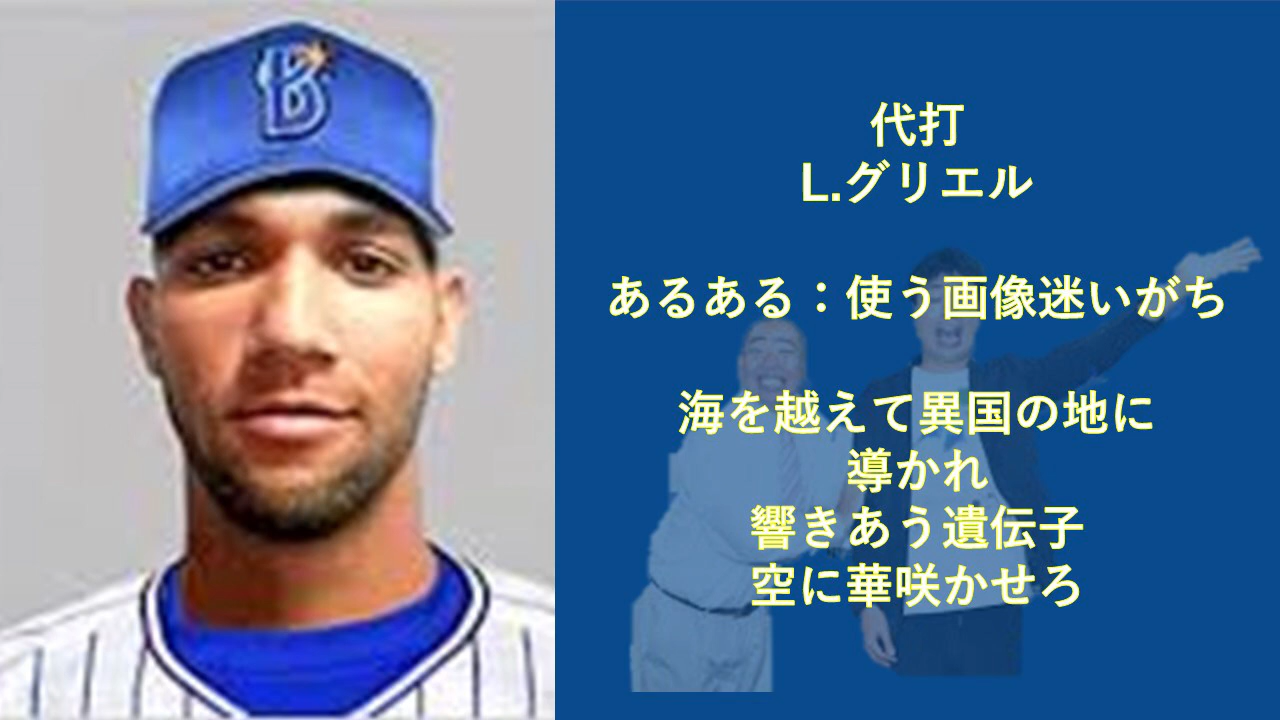 B
代打
L.グリエル
あるある：使う画像迷いがち
海を越えて異国の地に
導かれ
響きあう遺伝子
空に華咲かせろ